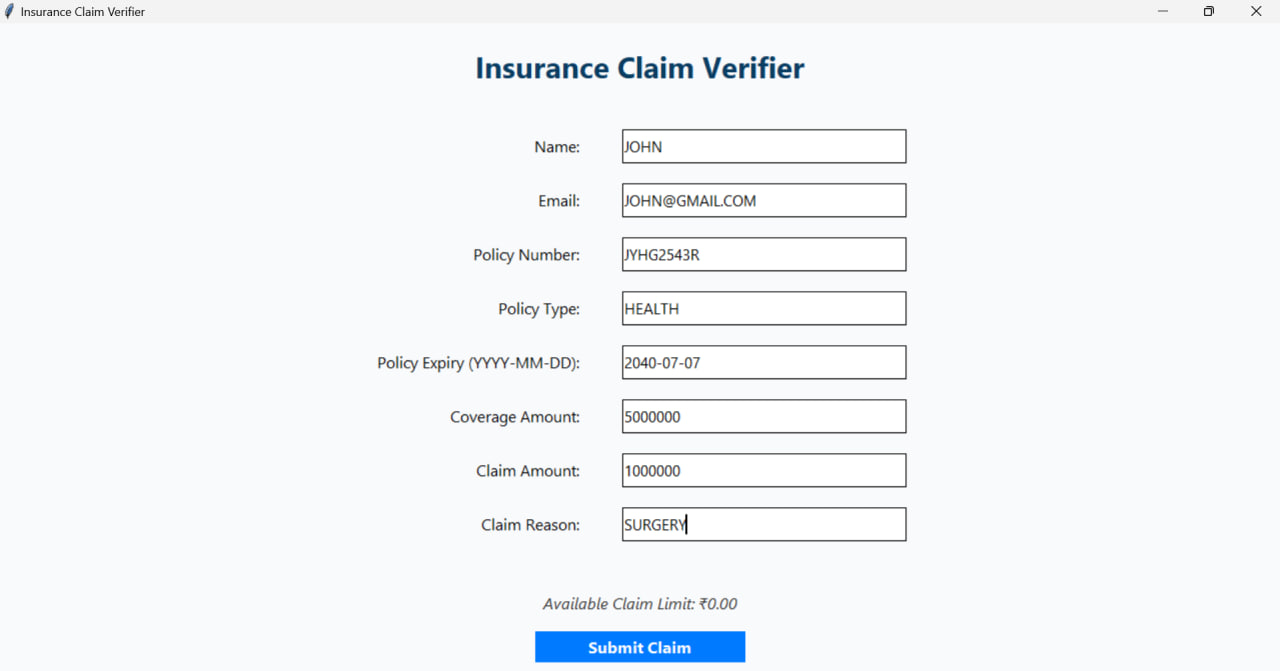 Insurance Claim Verifier
Insurance Claim Verifier
Name: JOHN
Email: JOHN@GMAIL.COM
Policy Number: JYHG2543R
Policy Type: HEALTH
Policy Expiry (YYYY-MM-DD): 2040-07-07
Coverage Amount: 5000000
Claim Amount: 1000000
Claim Reason: SURGERY
Available Claim Limit: ₹0.00
Submit Claim